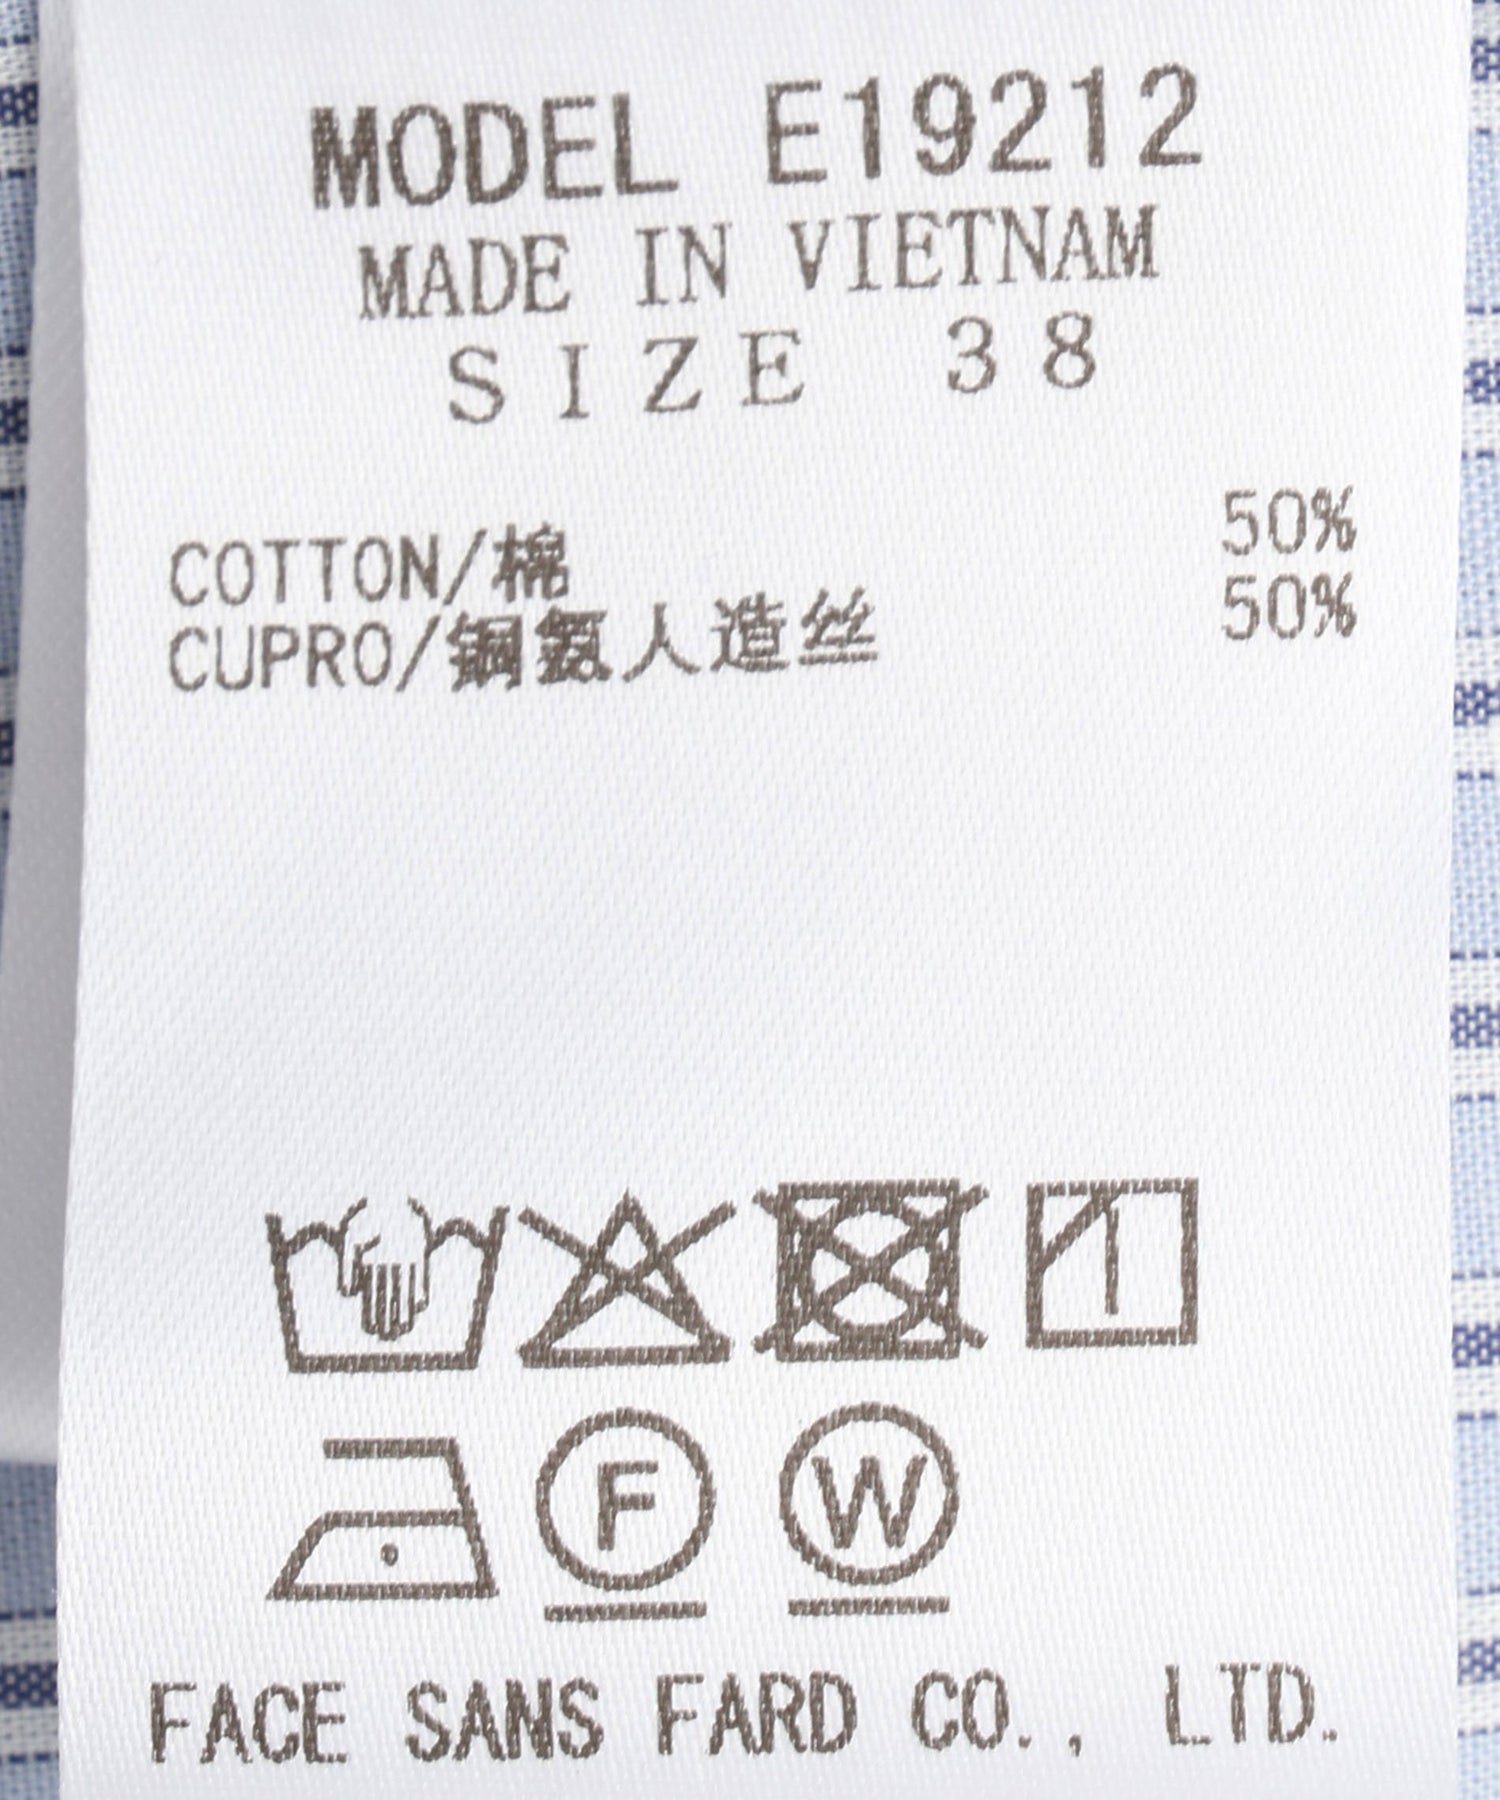 MODEL E19212
MADE IN VIETNAM
SIZE 38
COTTON/棉 50%
CUPRO/铜氨人造丝 50%
F W
FACE SANS FARD CO., LTD.